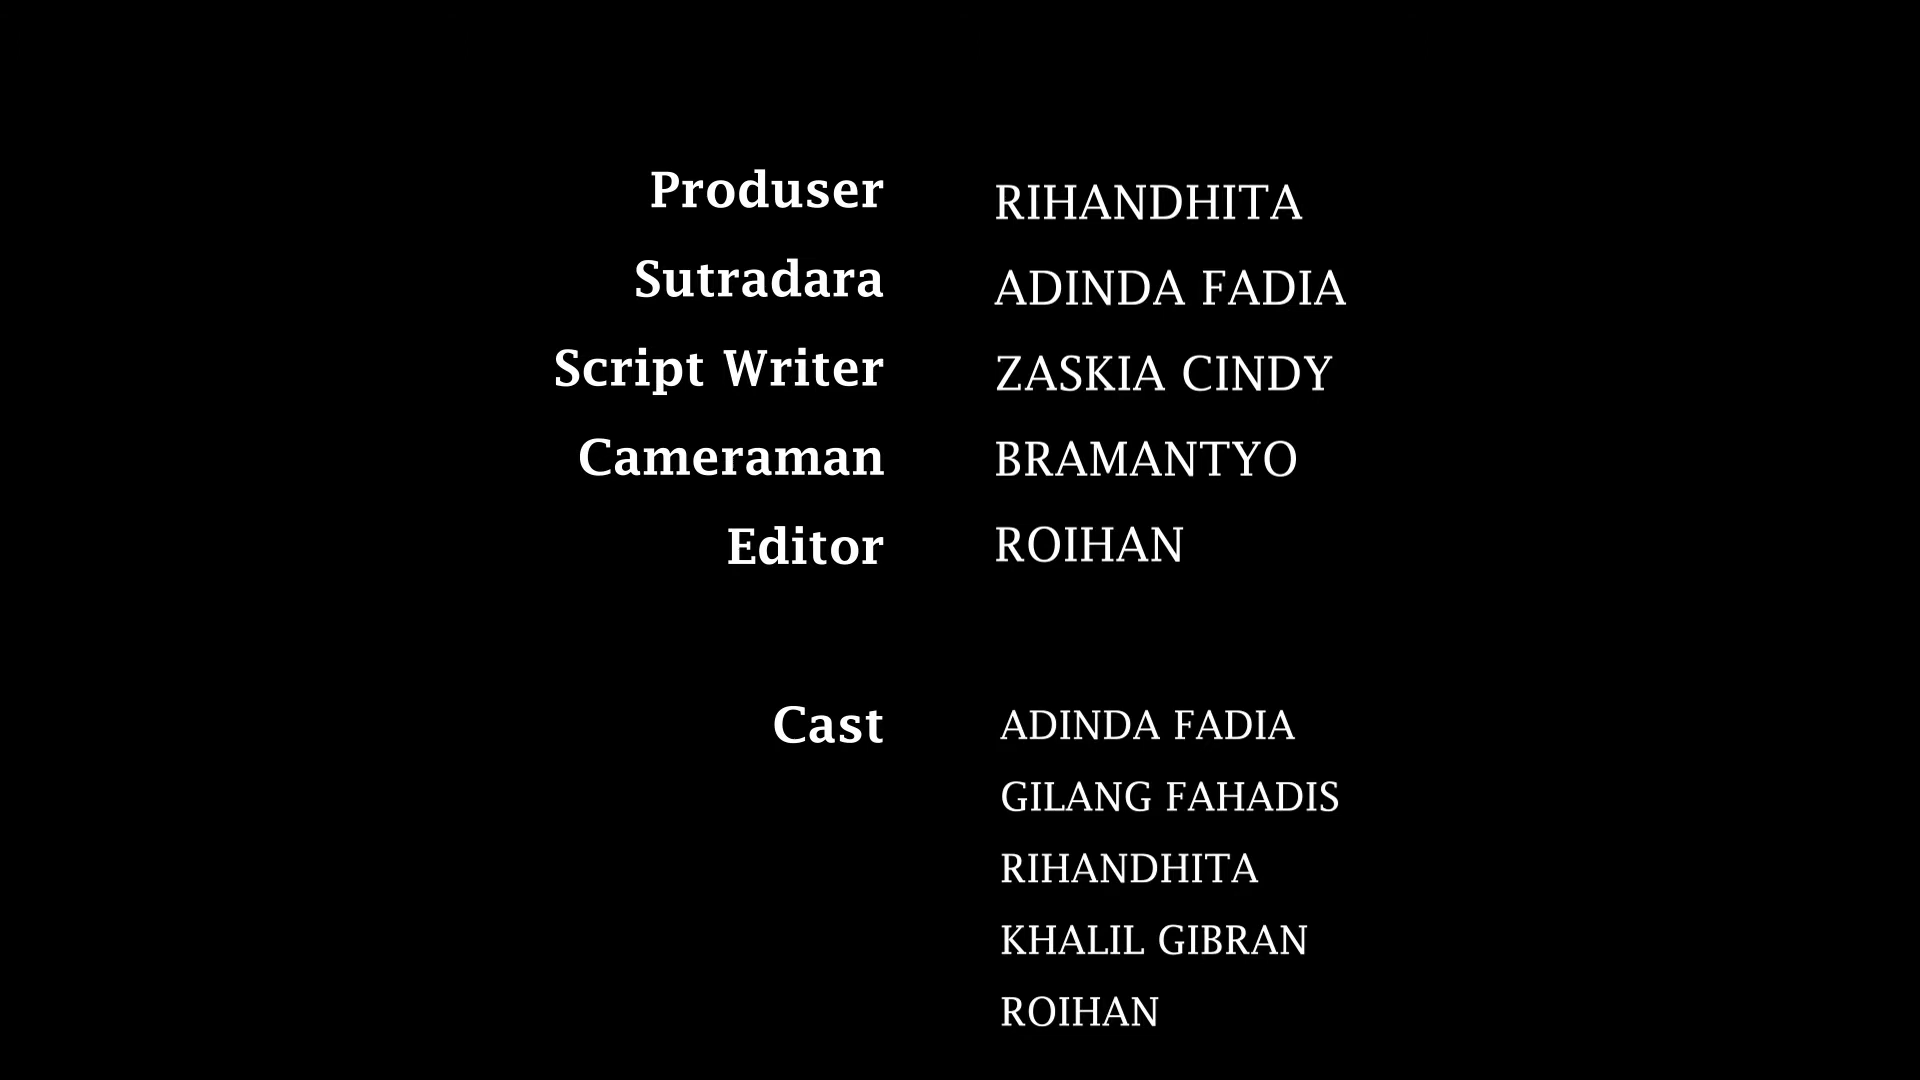 Produser RIHANDHITA
Sutradara ADINDA FADIA
Script Writer ZASKIA CINDY
Cameraman BRAMANTYO
Editor ROIHAN
Cast ADINDA FADIA
GILANG FAHADIS
RIHANDHITA
KHALIL GIBRAN
ROIHAN